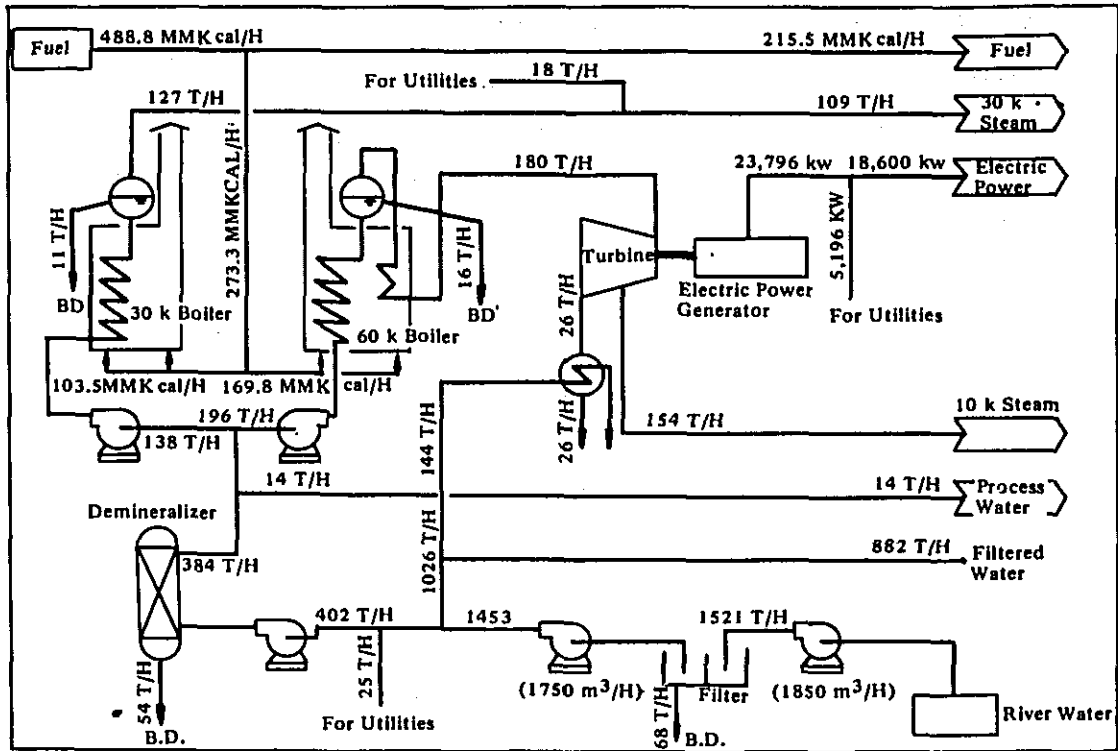 Fuel
488.8 MMK cal/H
215.5 MMK cal/H
Fuel
For Utilities
18 T/H
127 T/H
109 T/H
30 k
Steam
273.3 MMKCAL/H
180 T/H
23,796 kw
18,600 kw
Electric
Power
11 T/H
BD
30 k Boiler
16 T/H
BD'
60 k Boiler
Turbine
26 T/H
Electric Power
Generator
5,196 KW
For Utilities
103.5MMK cal/H
169.8 MMK cal/H
196 T/H
138 T/H
144 T/H
26 T/H
154 T/H
10 k Steam
14 T/H
14 T/H
Process
Water
Demineralizer
384 T/H
1026 T/H
882 T/H
Filtered
Water
402 T/H
1453
1521 T/H
25 T/H
For Utilities
54 T/H
B.D.
(1750 m³/H)
Filter
68 T/H
B.D.
(1850 m³/H)
River Water